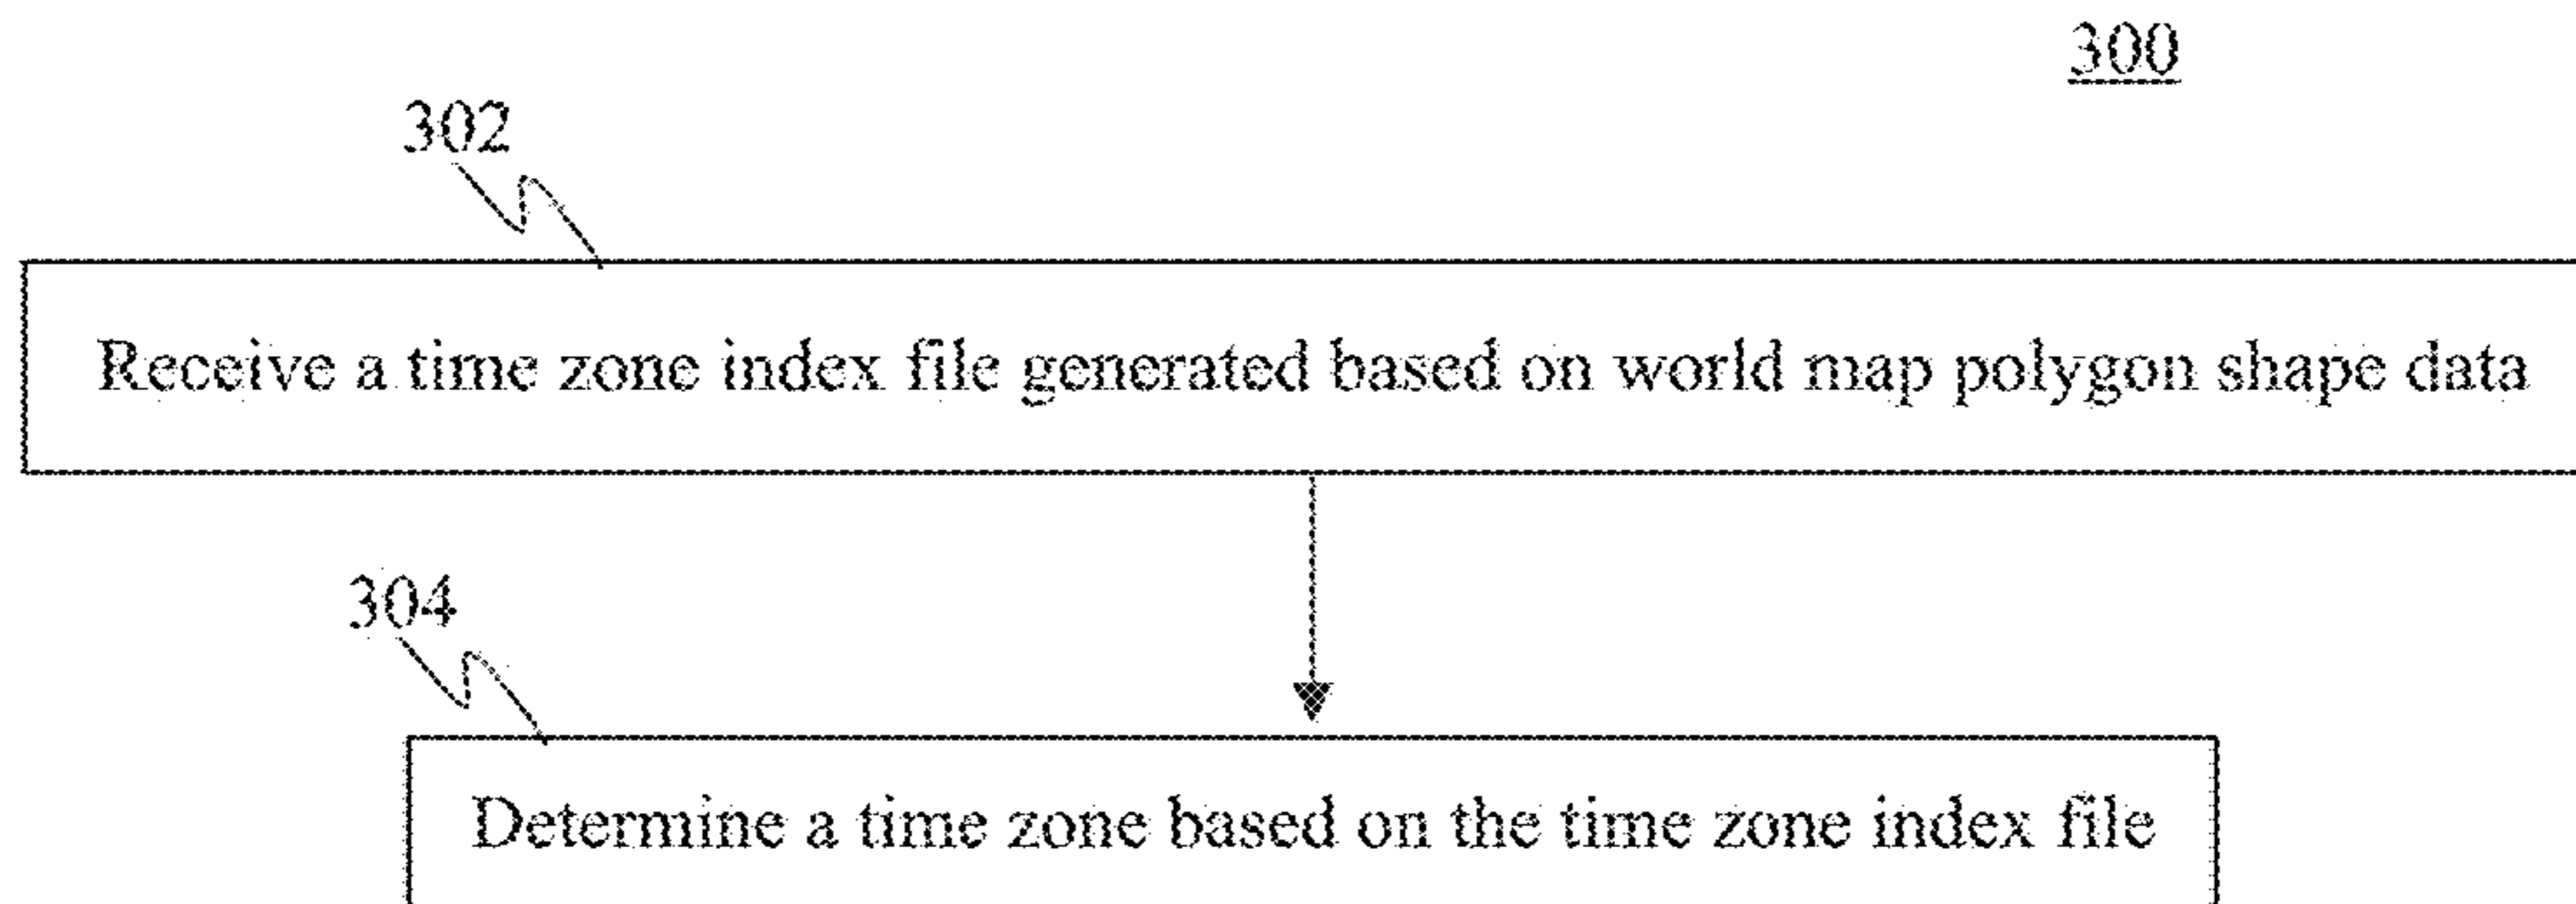 300
302
Receive a time zone index file generated based on world map polygon shape data
304
Determine a time zone based on the time zone index file